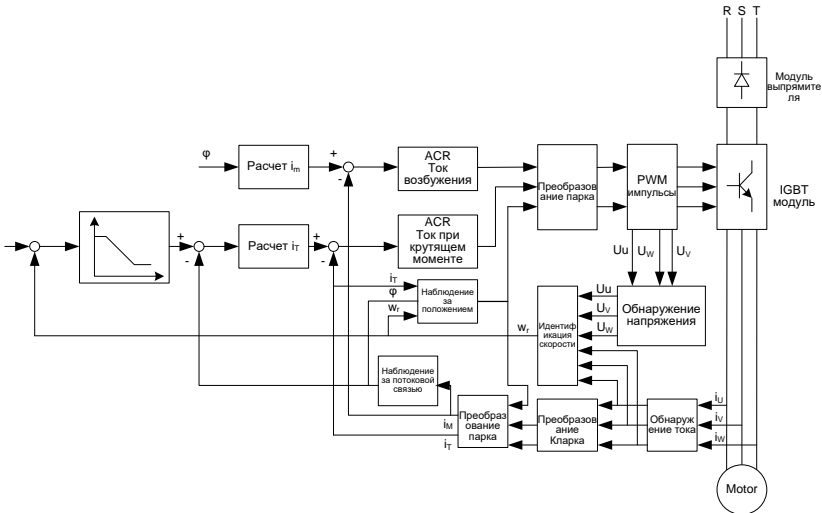 R S T
Модуль
выпрямите
ля
φ
Расчет im
+
-
ACR
Ток
возбужения
Преобразов
ание парка
PWM
импульсы
IGBT
модуль
+
-
Расчет iT
+
-
ACR
Ток при
крутящем
моменте
Uu UW UV
iT
φ
wr
Наблюдение
за
положением
Uu
UV
UW
Обнаружение
напряжения
wr
Идентиф
икация
скорости
Наблюдение
за потоковой
связью
iM
iT
Преобраз
ование
парка
Преобразов
ание
Кларка
Обнаруж
ение тока
iU
iV
iW
Motor